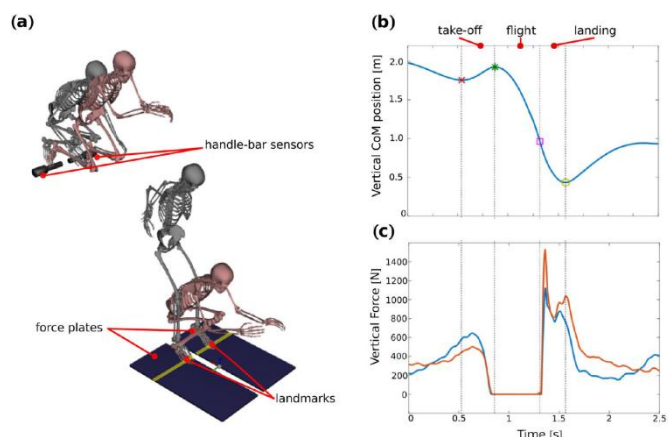 (a)
handle-bar sensors
force plates
landmarks
(b)
take-off flight landing
Vertical CoM position [m]
2.0
1.5
1.0
0.5
0
(c)
Vertical Force [N]
1400
1200
1000
800
600
400
200
0
0 0.5 1.0 1.5 2.0 2.5
Time [s]